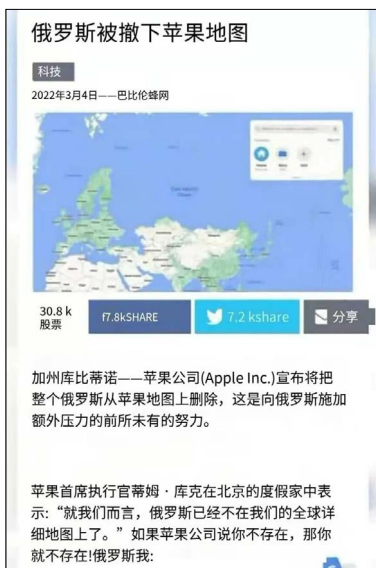 俄罗斯被撤下苹果地图
科技
2022年3月4日——巴比伦蜂网
30.8 k
股票
f7.8kSHARE
7.2 kshare
分享
加州库比蒂诺——苹果公司(Apple Inc.)宣布将把
整个俄罗斯从苹果地图上删除，这是向俄罗斯施加
额外压力的前所未有的努力。
苹果首席执行官蒂姆·库克在北京的度假家中表
示:“就我们而言，俄罗斯已经不在我们的全球详
细地图上了。”如果苹果公司说你不存在，那你
就不存在!俄罗斯我: